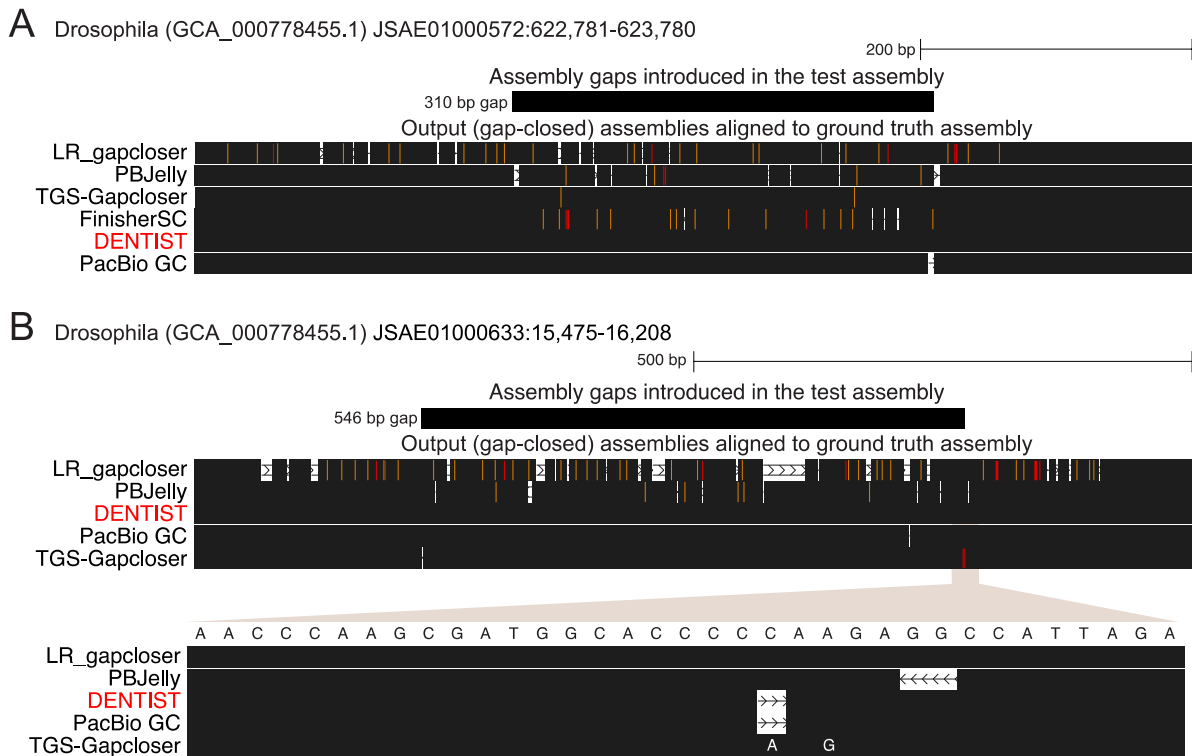 A Drosophila (GCA_000778455.1) JSAE01000572:622,781-623,780
200 bp
Assembly gaps introduced in the test assembly
310 bp gap
Output (gap-closed) assemblies aligned to ground truth assembly
LR_gapcloser
PBJelly
TGS-Gapcloser
FinisherSC
DENTIST
PacBio GC
B Drosophila (GCA_000778455.1) JSAE01000633:15,475-16,208
500 bp
Assembly gaps introduced in the test assembly
546 bp gap
Output (gap-closed) assemblies aligned to ground truth assembly
LR_gapcloser
PBJelly
DENTIST
PacBio GC
TGS-Gapcloser
A A C C C A A G C G A T G G C A C C C C C A A G A G G C C A T T A G A
LR_gapcloser
PBJelly
DENTIST
PacBio GC
TGS-Gapcloser A G